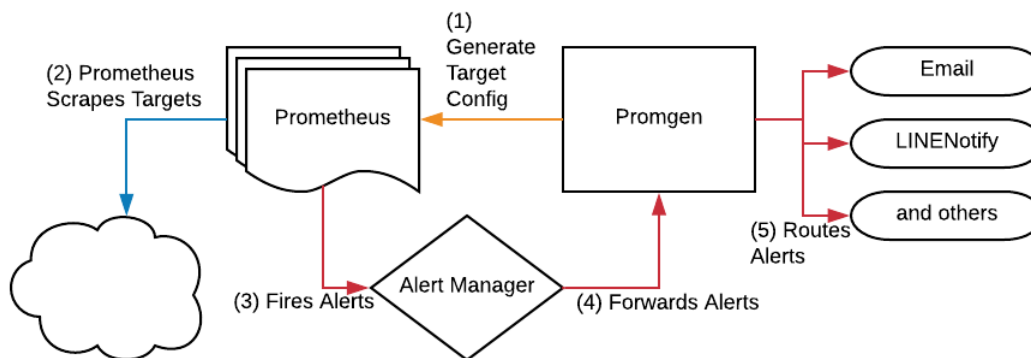 (1)
Generate
Target
Config
(2) Prometheus
Scrapes Targets
Prometheus
Promgen
Email
LINENotify
and others
(5) Routes
Alerts
(3) Fires Alerts
Alert Manager
(4) Forwards Alerts